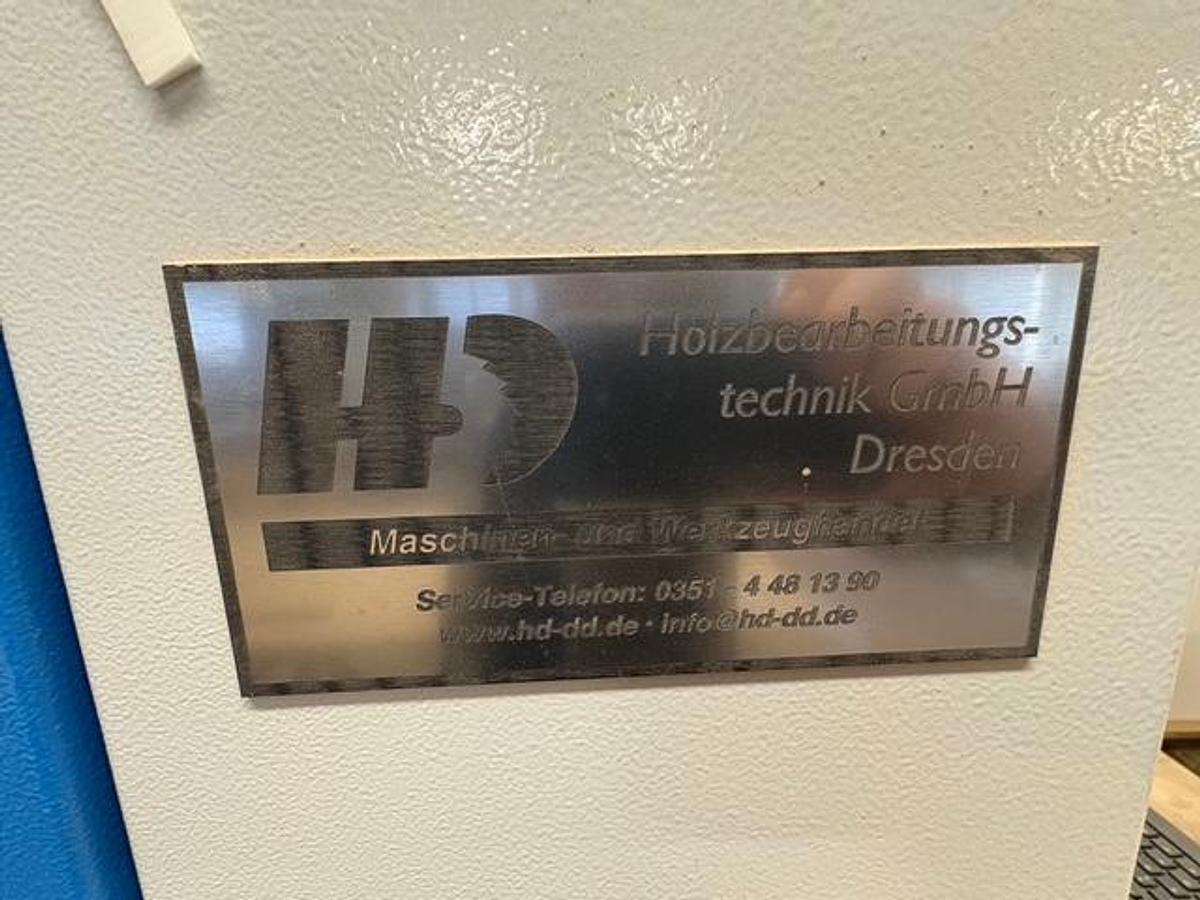 HD
Holzbearbeitungs-
technik GmbH
Dresden
Maschinen- und Werkzeughandel
Service-Telefon: 0351 - 4 48 13 90
www.hd-dd.de · info@hd-dd.de